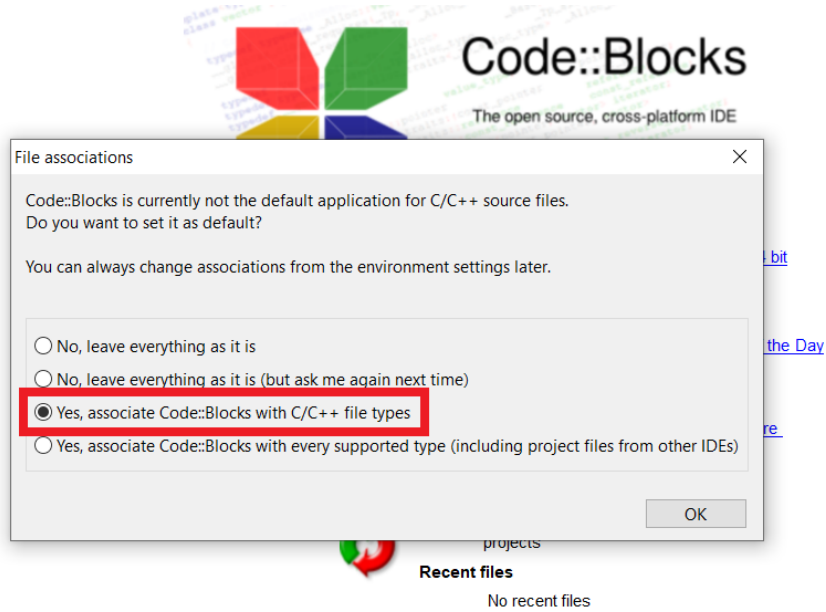 Code::Blocks
The open source, cross-platform IDE
File associations
Code::Blocks is currently not the default application for C/C++ source files.
Do you want to set it as default?
You can always change associations from the environment settings later.
bit
No, leave everything as it is
the Day
No, leave everything as it is (but ask me again next time)
Yes, associate Code::Blocks with C/C++ file types
re
Yes, associate Code::Blocks with every supported type (including project files from other IDEs)
OK
projects
Recent files
No recent files